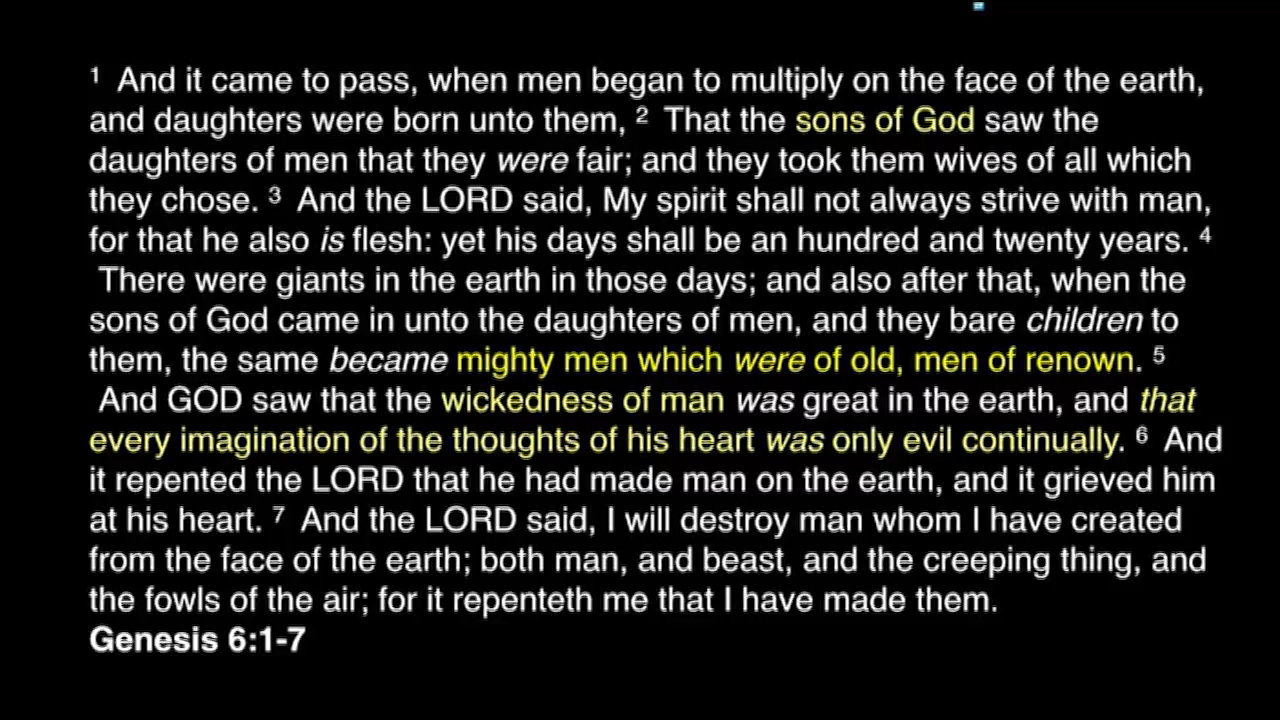 1 And it came to pass, when men began to multiply on the face of the earth,
and daughters were born unto them, 2 That the sons of God saw the
daughters of men that they were fair; and they took them wives of all which
they chose. 3 And the LORD said, My spirit shall not always strive with man,
for that he also is flesh: yet his days shall be an hundred and twenty years. 4
There were giants in the earth in those days; and also after that, when the
sons of God came in unto the daughters of men, and they bare children to
them, the same became mighty men which were of old, men of renown. 5
And GOD saw that the wickedness of man was great in the earth, and that
every imagination of the thoughts of his heart was only evil continually. 6 And
it repented the LORD that he had made man on the earth, and it grieved him
at his heart. 7 And the LORD said, I will destroy man whom I have created
from the face of the earth; both man, and beast, and the creeping thing, and
the fowls of the air; for it repenteth me that I have made them.
Genesis 6:1-7